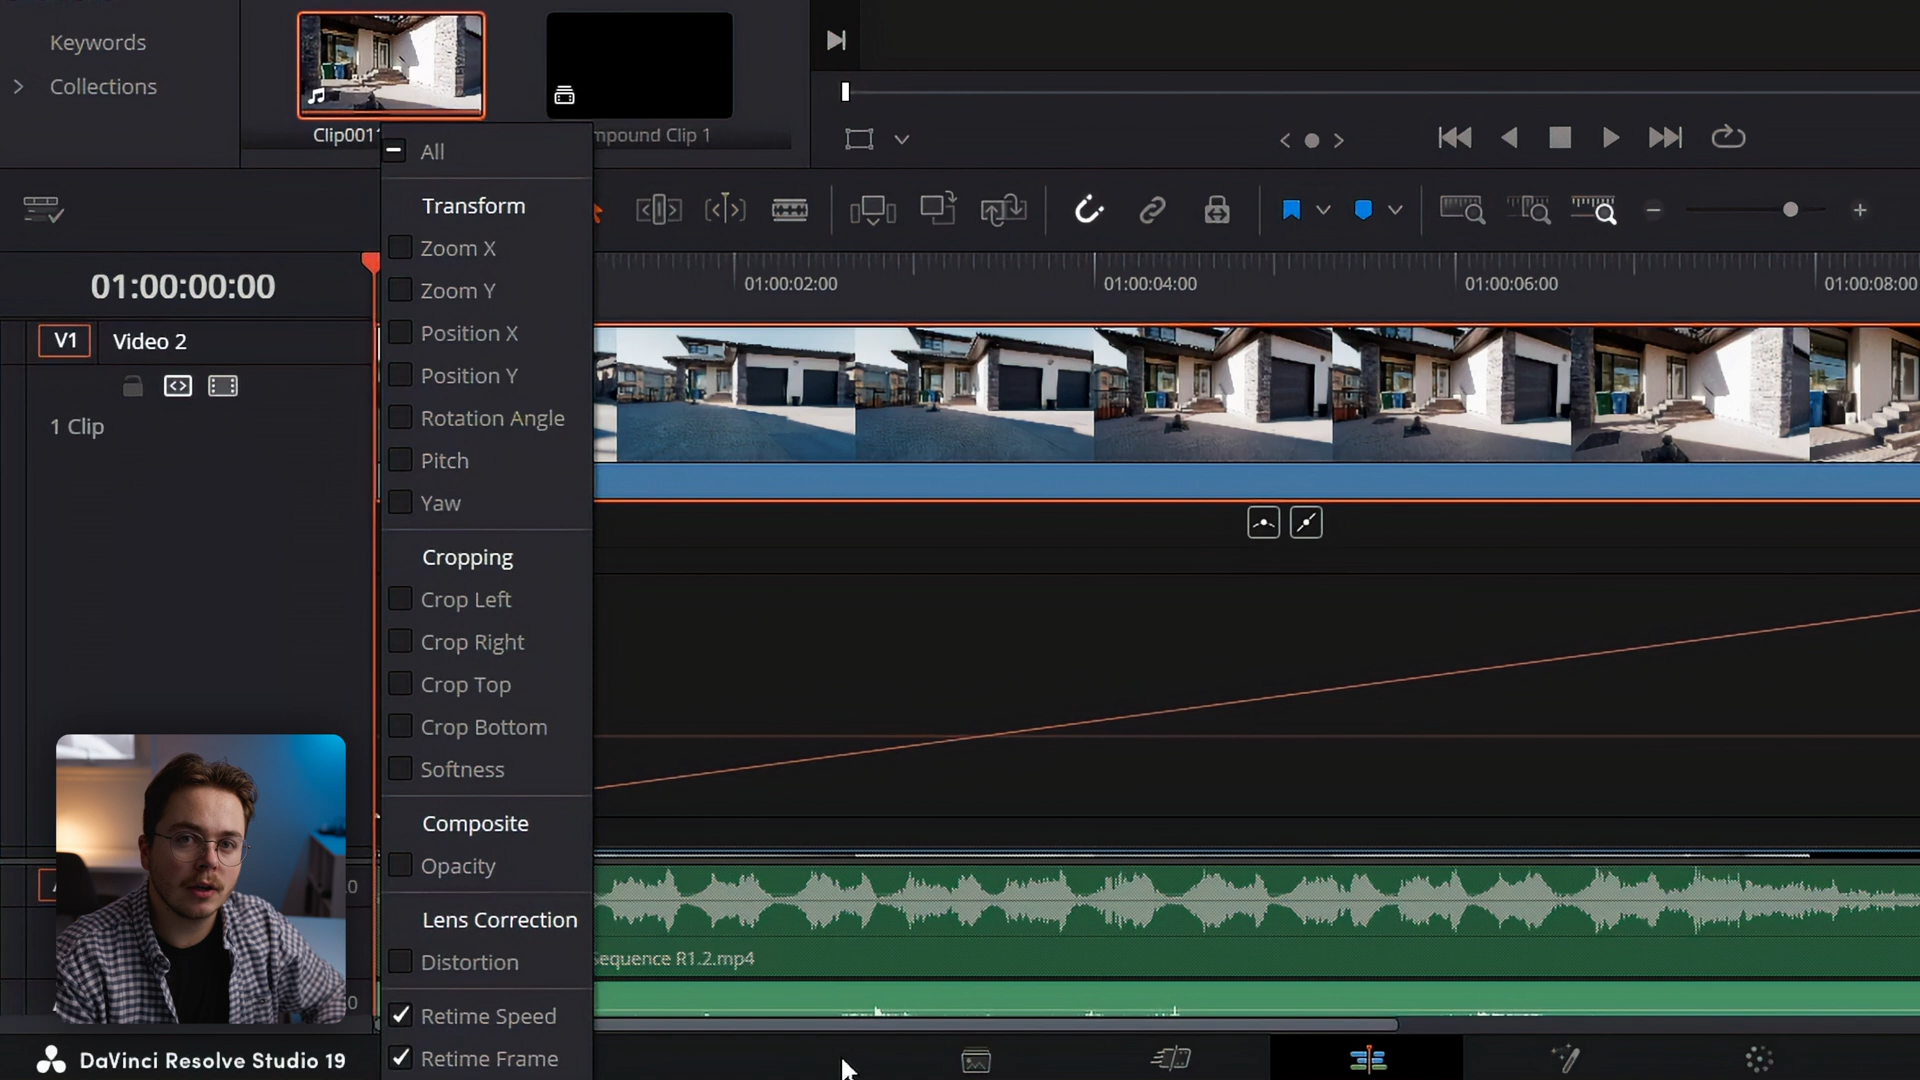 Keywords
Collections
Clip001
mpound Clip 1
All
Transform
Zoom X
Zoom Y
Position X
Position Y
Rotation Angle
Pitch
Yaw
Cropping
Crop Left
Crop Right
Crop Top
Crop Bottom
Softness
Composite
Opacity
Lens Correction
Distortion
Retime Speed
Retime Frame
01:00:00:00
01:00:02:00
01:00:04:00
01:00:06:00
01:00:08:00
V1
Video 2
1 Clip
.0
Sequence R1.2.mp4
.0
DaVinci Resolve Studio 19